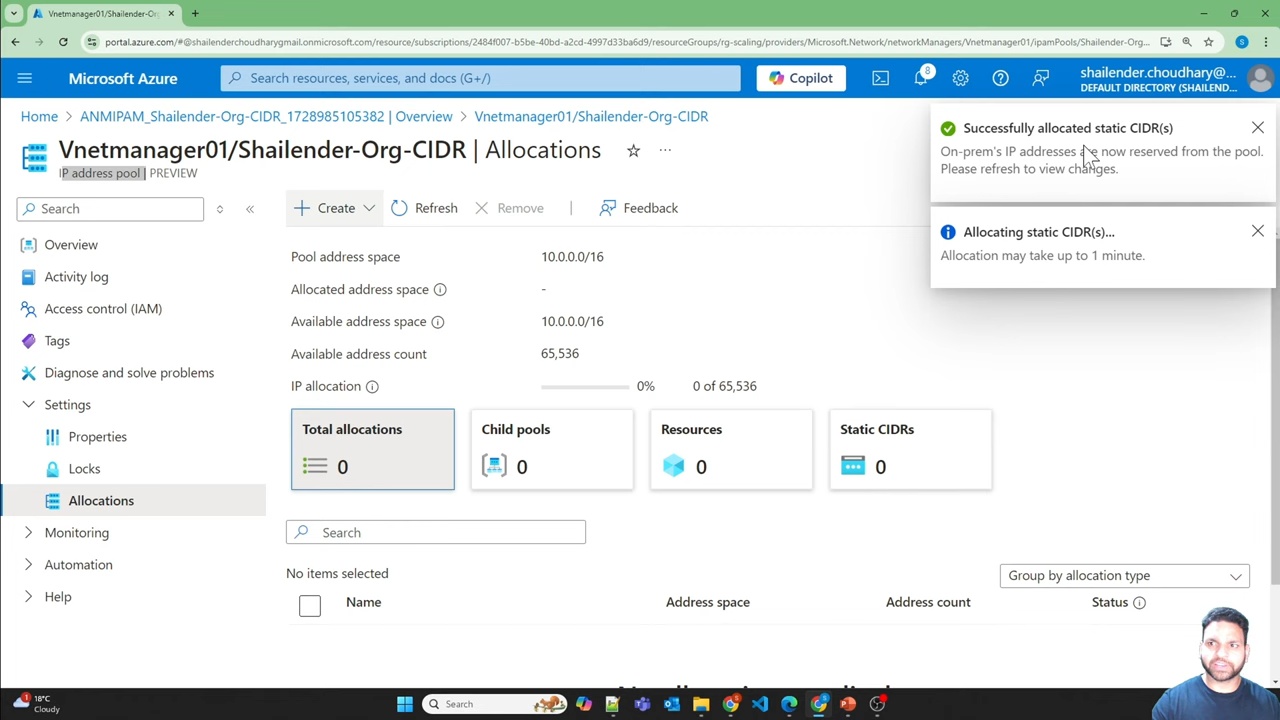 Vnetmanager01/Shailender-Org-
portal.azure.com/#@shailenderchoudharygmail.onmicrosoft.com/resource/subscriptions/2484f007-b5be-40bd-a2cd-4997d33ba6d9/resourceGroups/rg-scaling/providers/Microsoft.Network/networkManagers/Vnetmanager01/ipamPools/Shailender-Org-...
S
Microsoft Azure
Search resources, services, and docs (G+/)
Copilot
8
shailender.choudhary@...
DEFAULT DIRECTORY (SHAILEND...
Home > ANMIPAM_Shailender-Org-CIDR_1728985105382 | Overview > Vnetmanager01/Shailender-Org-CIDR
Vnetmanager01/Shailender-Org-CIDR | Allocations
IP address pool | PREVIEW
Successfully allocated static CIDR(s)
On-prem's IP addresses are now reserved from the pool.
Please refresh to view changes.
Allocating static CIDR(s)...
Allocation may take up to 1 minute.
Search
Create
Refresh
Remove
Feedback
Overview
Activity log
Access control (IAM)
Tags
Diagnose and solve problems
Settings
Properties
Locks
Allocations
Monitoring
Automation
Help
Pool address space 10.0.0.0/16
Allocated address space -
Available address space 10.0.0.0/16
Available address count 65,536
IP allocation 0% 0 of 65,536
Total allocations
0
Child pools
0
Resources
0
Static CIDRs
0
Search
No items selected
Group by allocation type
Name Address space Address count Status
1
18°C
Cloudy
Search